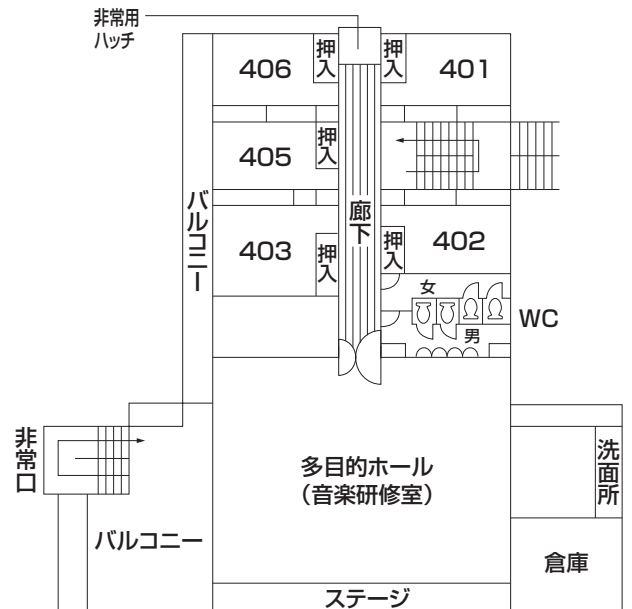 非常用
ハッチ
406
押入
押入
401
405
押入
バルコニー
廊下
403
押入
押入
402
女
男
WC
非常口
バルコニー
多目的ホール
(音楽研修室)
洗面所
倉庫
ステージ